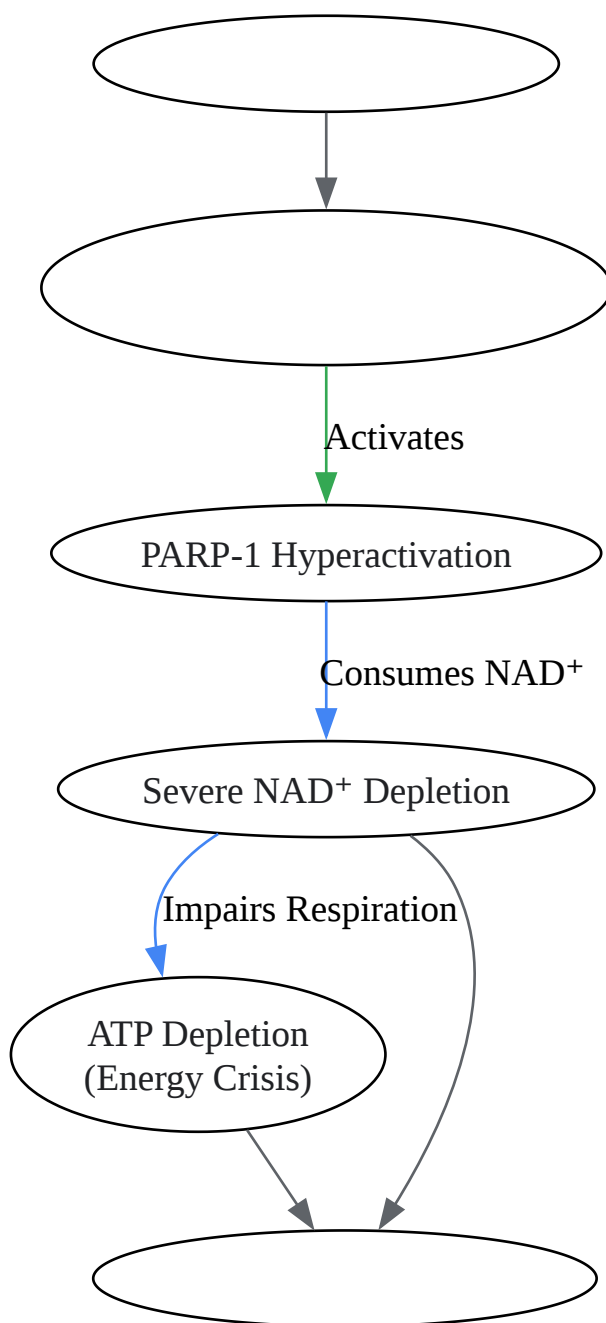 Activates
PARP-1 Hyperactivation
Consumes NAD⁺
Severe NAD⁺ Depletion
Impairs Respiration
ATP Depletion
(Energy Crisis)